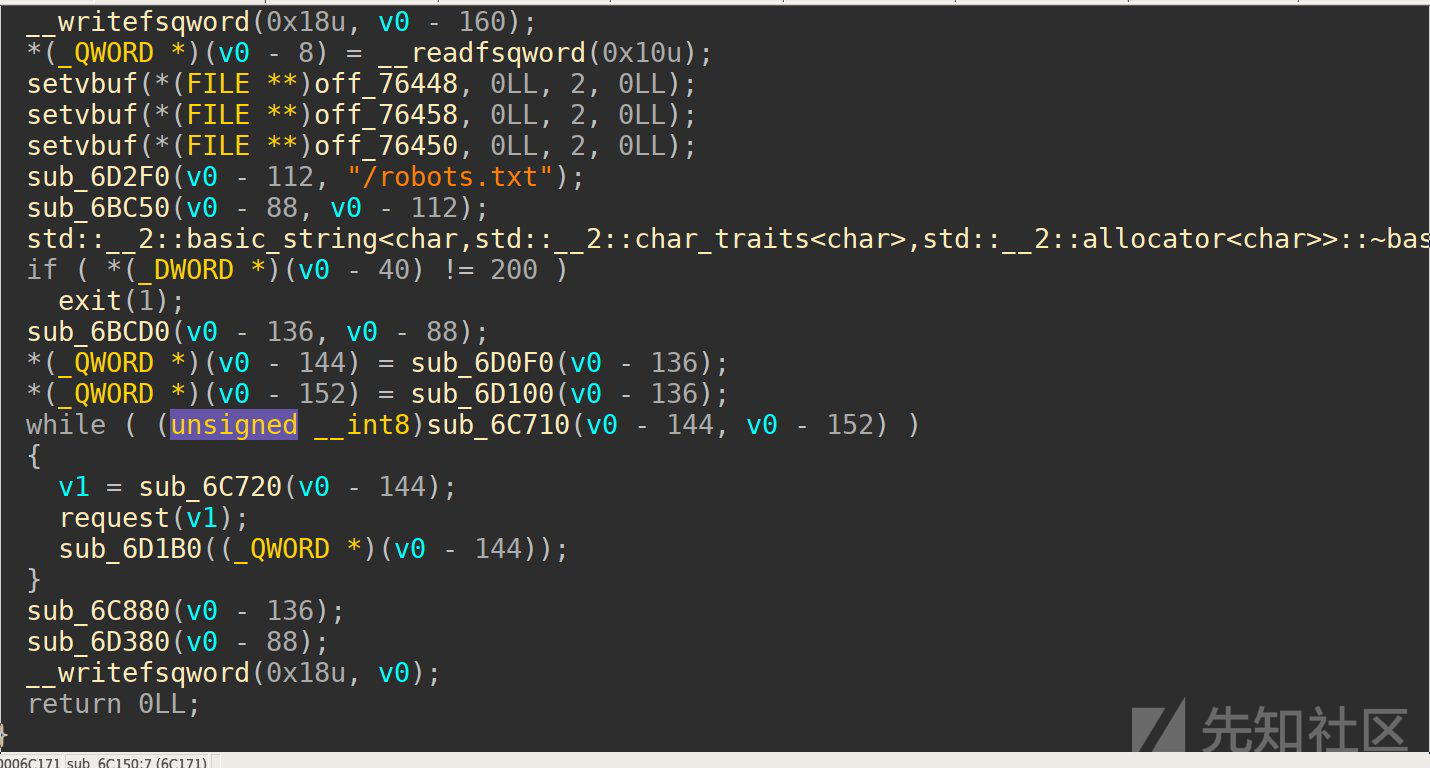 __writefsqword(0x18u, v0 - 160);
*(_QWORD *)(v0 - 8) = __readfsqword(0x10u);
setvbuf(*(FILE **)off_76448, 0LL, 2, 0LL);
setvbuf(*(FILE **)off_76458, 0LL, 2, 0LL);
setvbuf(*(FILE **)off_76450, 0LL, 2, 0LL);
sub_6D2F0(v0 - 112, "/robots.txt");
sub_6BC50(v0 - 88, v0 - 112);
std::__2::basic_string<char,std::__2::char_traits<char>,std::__2::allocator<char>>::~bas
if ( *(_DWORD *)(v0 - 40) != 200 )
exit(1);
sub_6BCD0(v0 - 136, v0 - 88);
*(_QWORD *)(v0 - 144) = sub_6D0F0(v0 - 136);
*(_QWORD *)(v0 - 152) = sub_6D100(v0 - 136);
while ( (unsigned __int8)sub_6C710(v0 - 144, v0 - 152) )
{
v1 = sub_6C720(v0 - 144);
request(v1);
sub_6D1B0((_QWORD *)(v0 - 144));
}
sub_6C880(v0 - 136);
sub_6D380(v0 - 88);
__writefsqword(0x18u, v0);
return 0LL;
}
先知社区
0006C171 sub_6C150:7 (6C171)